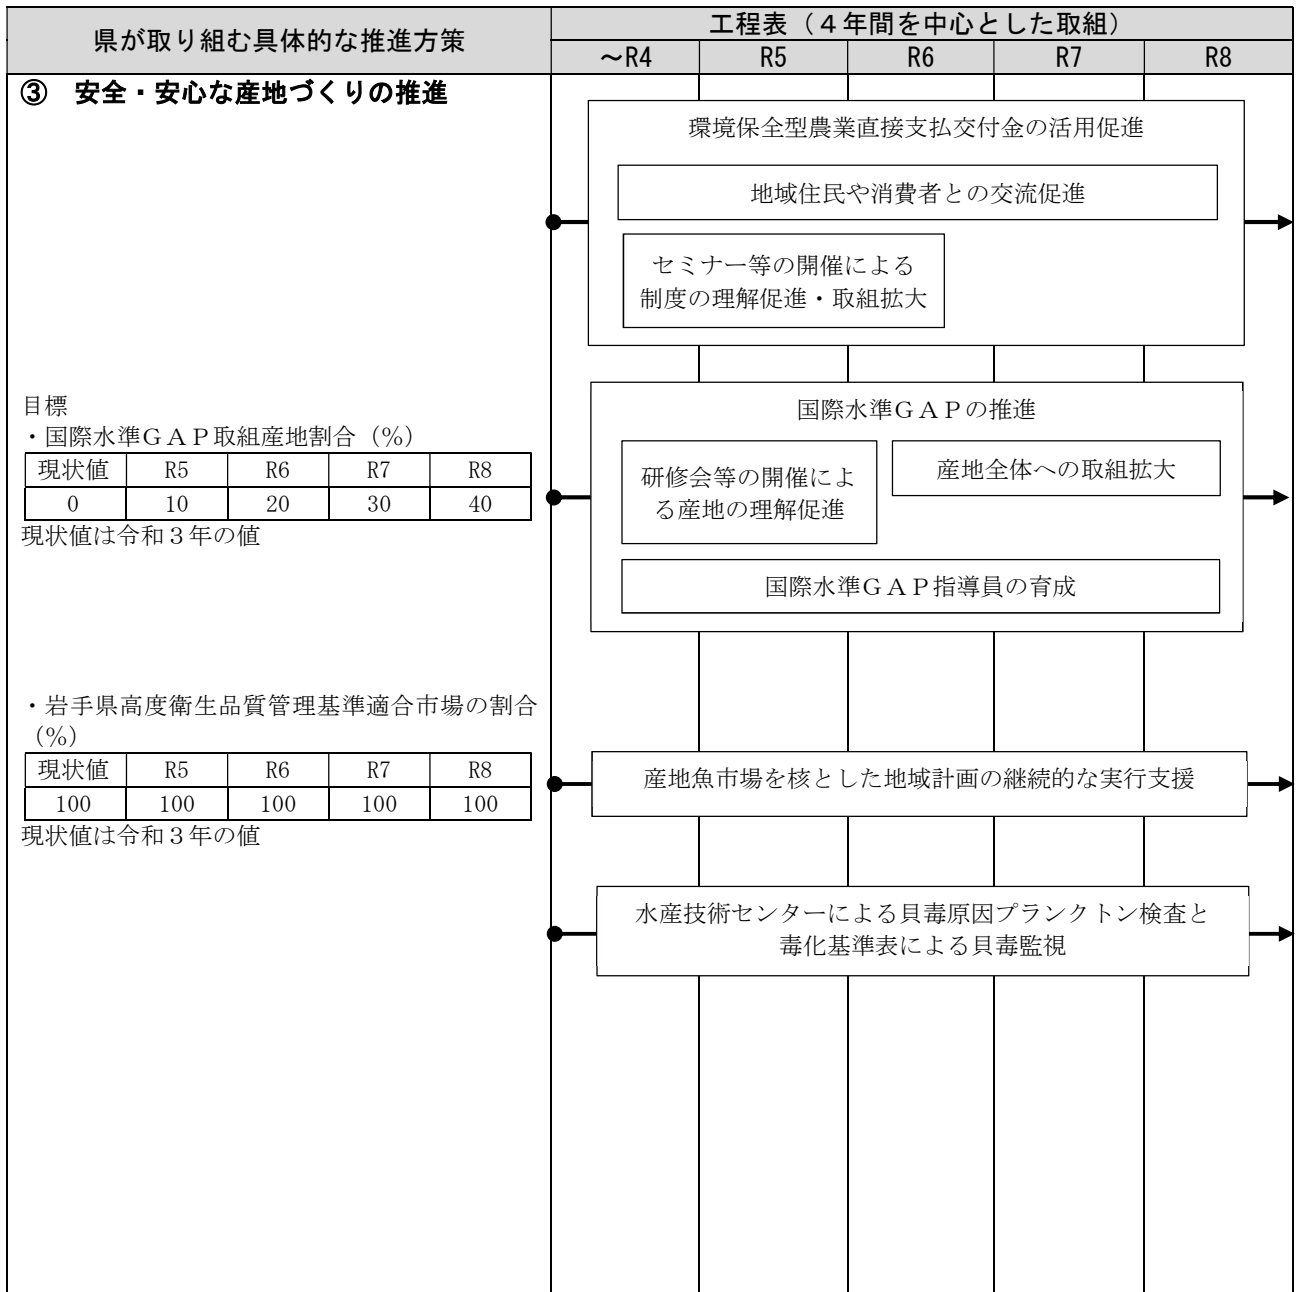 県が取り組む具体的な推進方策
工程表（４年間を中心とした取組）
～R4 R5 R6 R7 R8
③　安全・安心な産地づくりの推進
環境保全型農業直接支払交付金の活用促進
地域住民や消費者との交流促進
セミナー等の開催による
制度の理解促進・取組拡大
目標
・国際水準ＧＡＰ取組産地割合（％）
現状値 R5 R6 R7 R8
0 10 20 30 40
現状値は令和３年の値
国際水準ＧＡＰの推進
研修会等の開催によ
る産地の理解促進
産地全体への取組拡大
国際水準ＧＡＰ指導員の育成
・岩手県高度衛生品質管理基準適合市場の割合
（％）
現状値 R5 R6 R7 R8
100 100 100 100 100
現状値は令和３年の値
産地魚市場を核とした地域計画の継続的な実行支援
水産技術センターによる貝毒原因プランクトン検査と
毒化基準表による貝毒監視